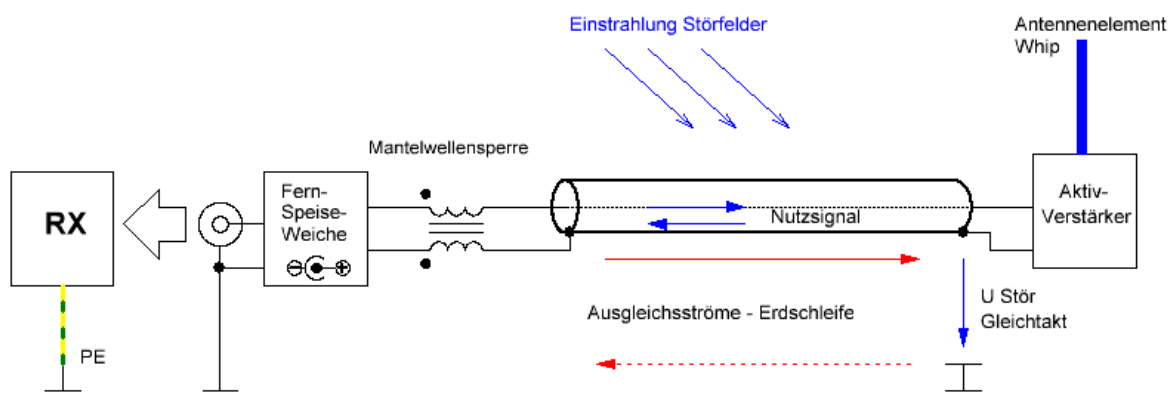 Einstrahlung Störfelder
Antennenelement
Whip
Mantelwellensperre
RX
Fern-
Speise-
Weiche
Nutzsignal
Aktiv-
Verstärker
Ausgleichsströme - Erdschleife
U Stör
Gleichtakt
PE